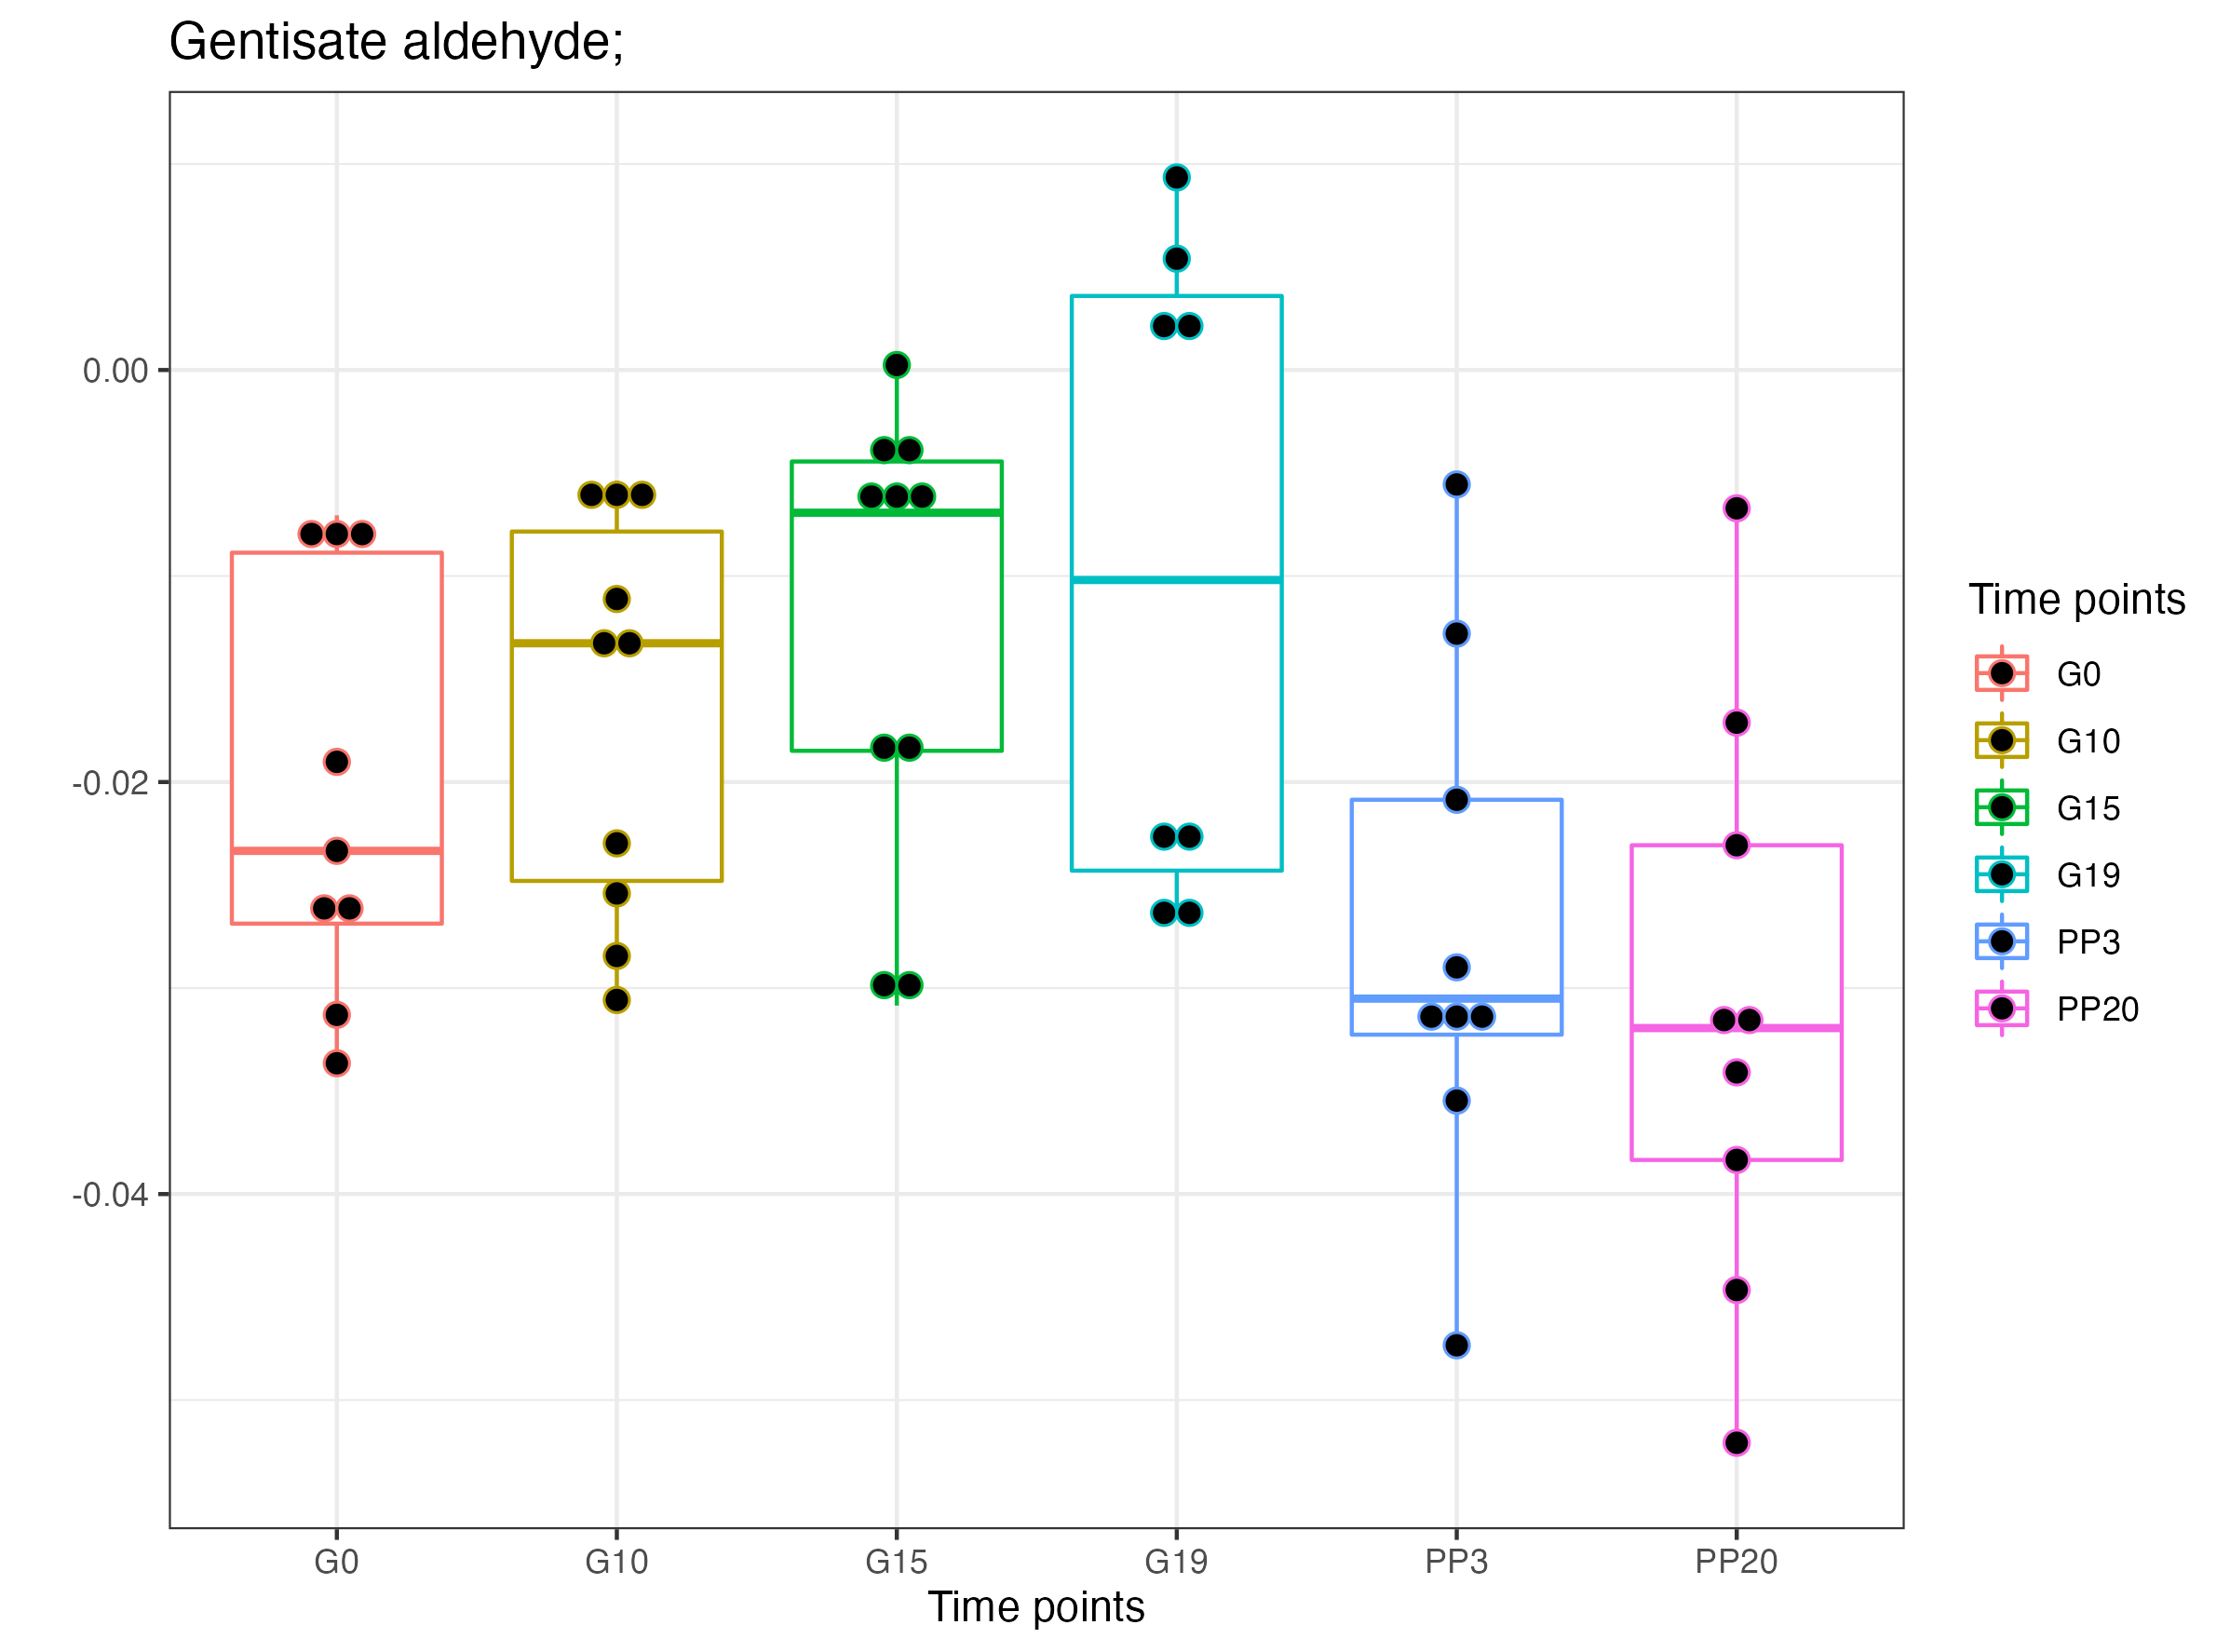 Gentisate aldehyde;
0.00
-0.02
-0.04
G0
G10
G15
G19
PP3
PP20
Time points
Time points
G0
G10
G15
G19
PP3
PP20